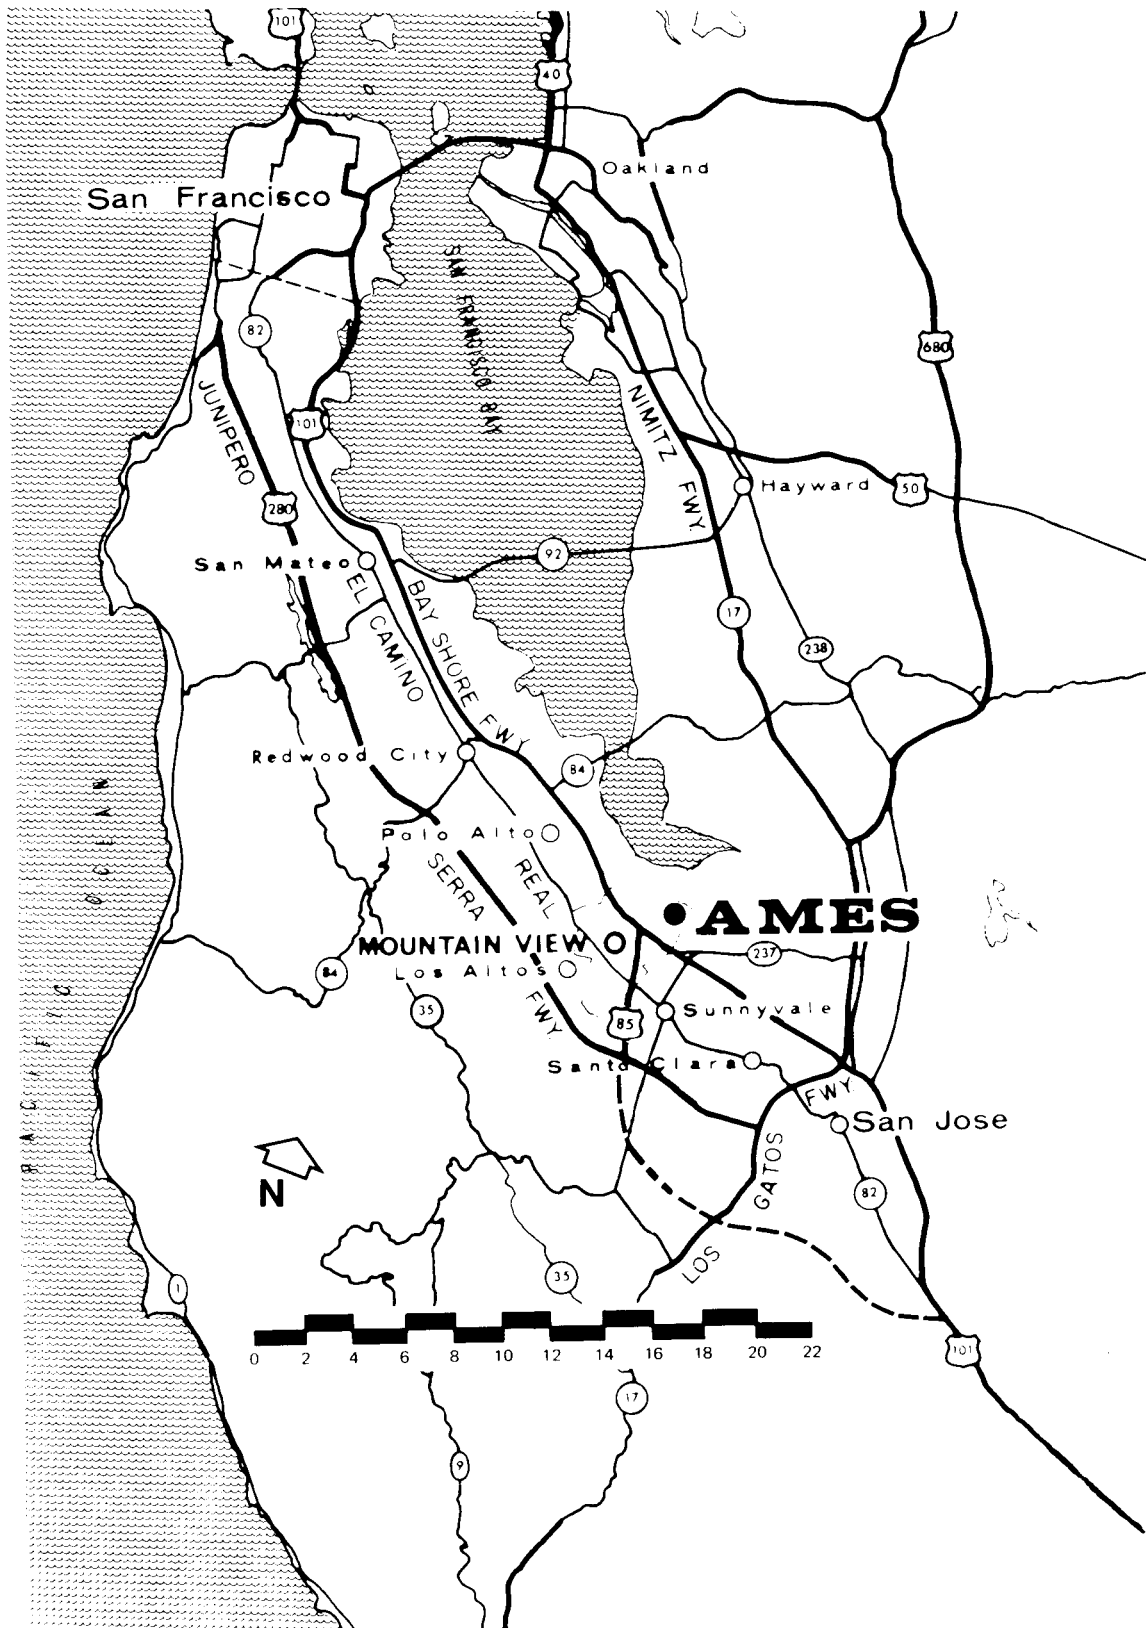 101
40
Oakland
San Francisco
SAN FRANCISCO BAY
82
680
JUNIPERO
101
NIMITZ
FWY.
Hayward
50
280
San Mateo
92
EL CAMINO
BAY SHORE FWY.
17
238
Redwood City
84
PACIFIC OCEAN
Palo Alto
SERRA
REAL
AMES
MOUNTAIN VIEW
237
Los Altos
84
35
FWY.
85
Sunnyvale
Santa Clara
FWY.
San Jose
GATOS
N
82
LOS
35
1
0 2 4 6 8 10 12 14 16 18 20 22
101
17
9